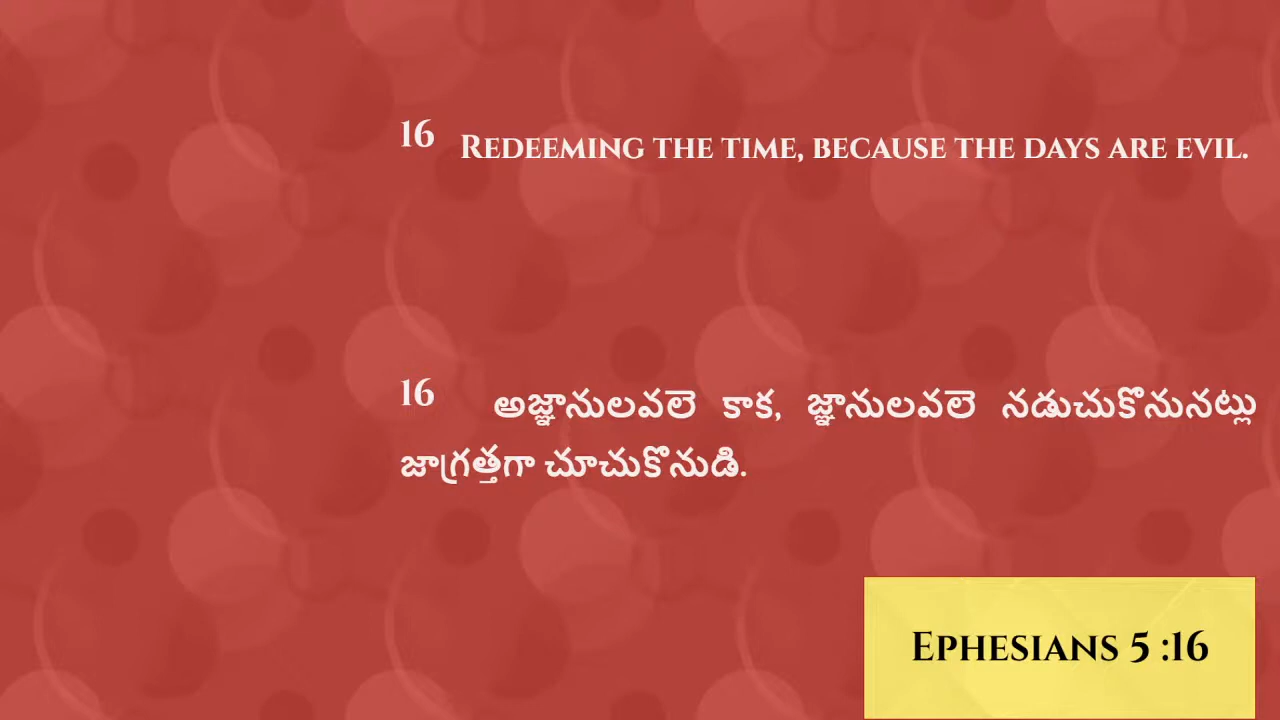 16 Redeeming the time, because the days are evil.
16 అజ్ఞానులవలె కాక, జ్ఞానులవలె నడుచుకొనునట్లు
జాగ్రత్తగా చూచుకొనుడి.
Ephesians 5 :16